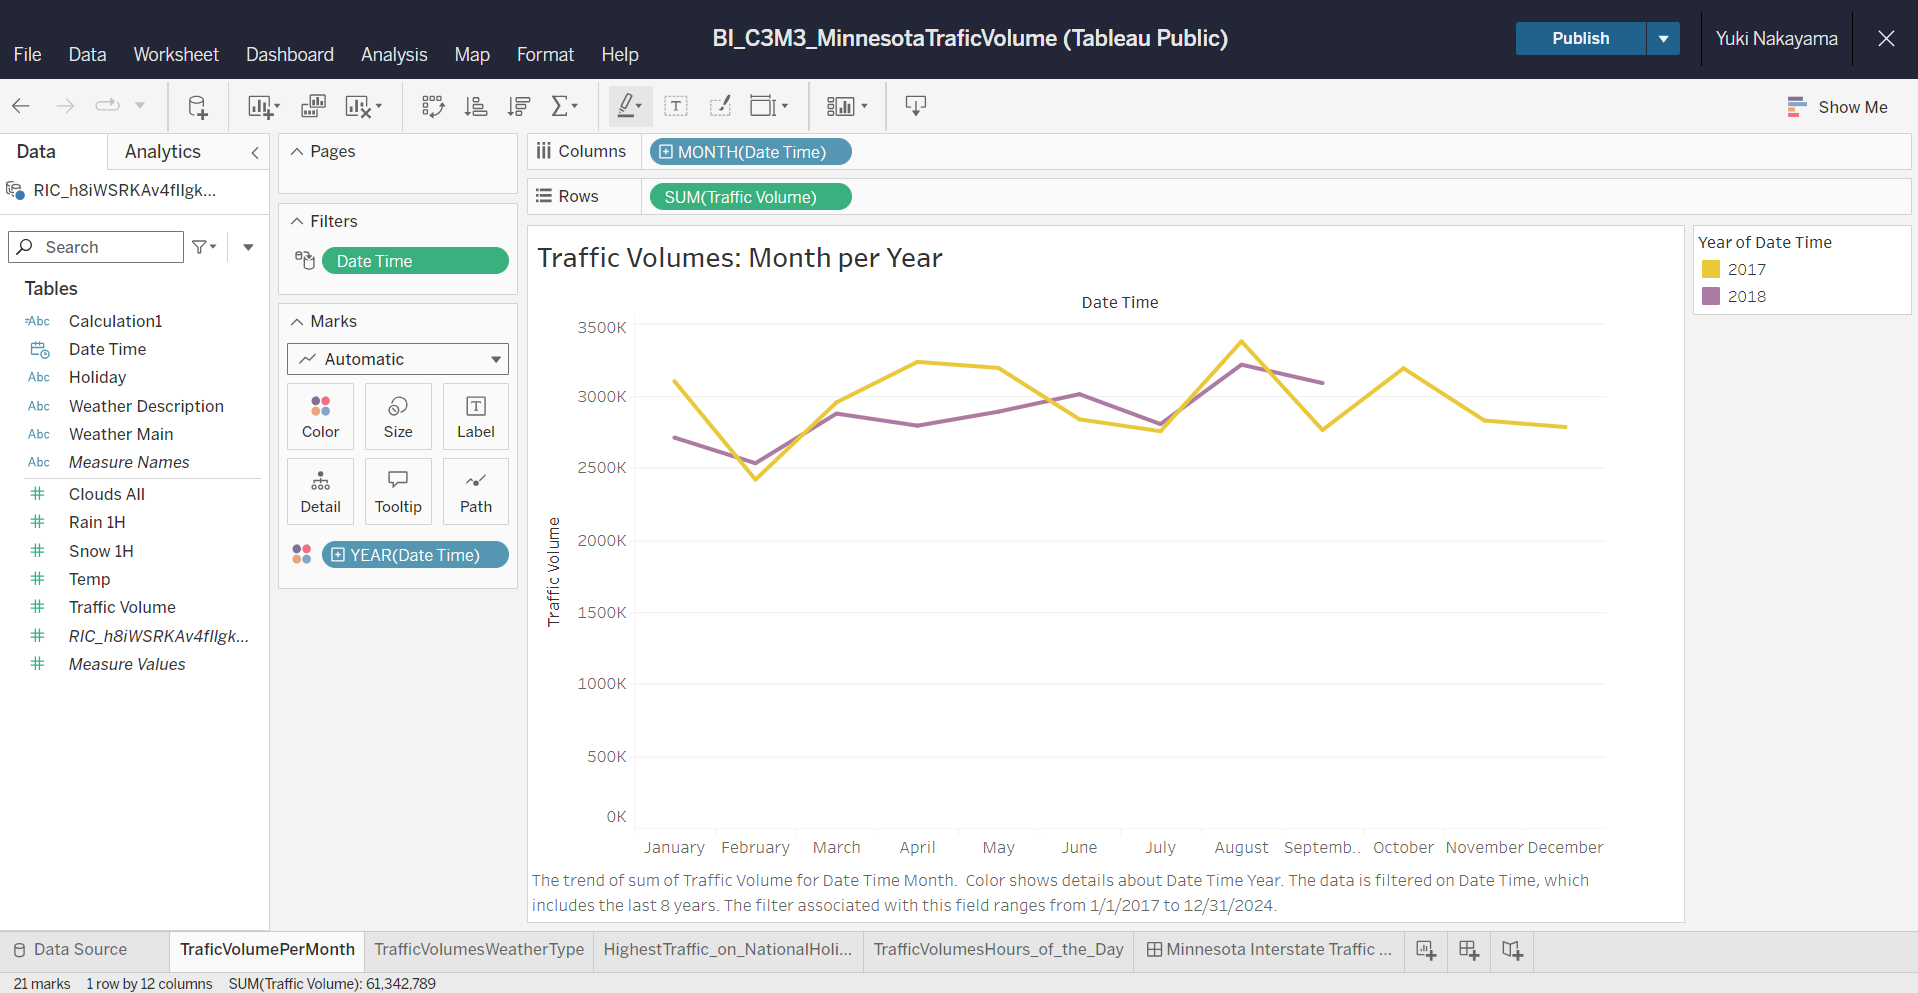 BI_C3M3_MinnesotaTraficVolume (Tableau Public)
Publish
Yuki Nakayama
File Data Worksheet Dashboard Analysis Map Format Help
Show Me
Data Analytics
RIC_h8iWSRKAv4fIIgk...
Search
Tables
=Abc Calculation1
Date Time
Abc Holiday
Abc Weather Description
Abc Weather Main
Abc Measure Names
Clouds All
Rain 1H
Snow 1H
Temp
Traffic Volume
RIC_h8iWSRKAv4fIIgk...
Measure Values
Pages
Filters
Date Time
Marks
Automatic
Color Size Label
Detail Tooltip Path
YEAR(Date Time)
Columns MONTH(Date Time)
Rows SUM(Traffic Volume)
Traffic Volumes: Month per Year
Date Time
3500K
3000K
2500K
2000K
1500K
1000K
500K
0K
Traffic Volume
January February March April May June July August Septemb.. October November December
The trend of sum of Traffic Volume for Date Time Month. Color shows details about Date Time Year. The data is filtered on Date Time, which
includes the last 8 years. The filter associated with this field ranges from 1/1/2017 to 12/31/2024.
Year of Date Time
2017
2018
Data Source TraficVolumePerMonth TrafficVolumesWeatherType HighestTraffic_on_NationalHoli... TrafficVolumesHours_of_the_Day Minnesota Interstate Traffic ...
21 marks 1 row by 12 columns SUM(Traffic Volume): 61,342,789